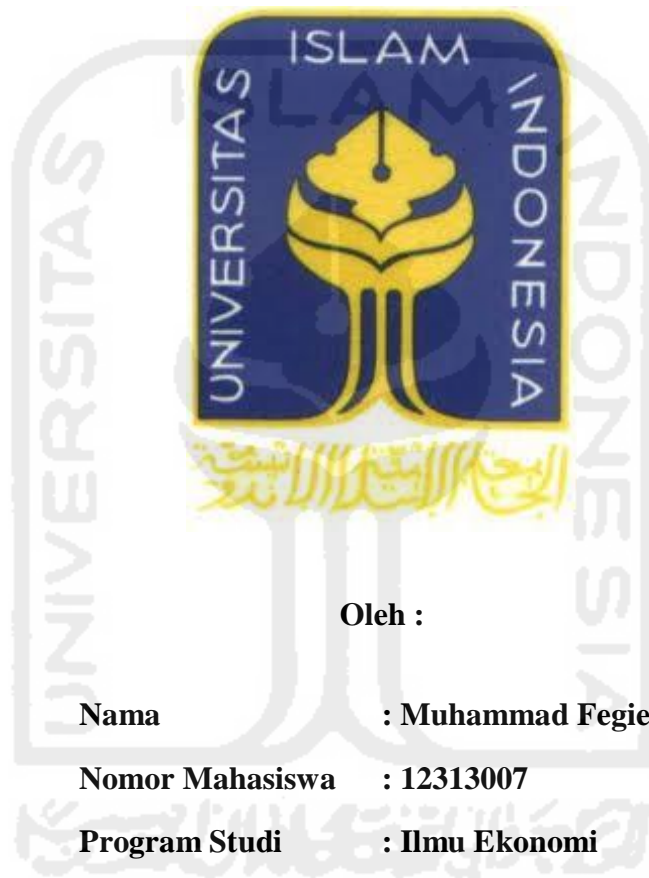 ISLAM
UNIVERSITAS
INDONESIA
Oleh :
Nama : Muhammad Fegie
Nomor Mahasiswa : 12313007
Program Studi : Ilmu Ekonomi